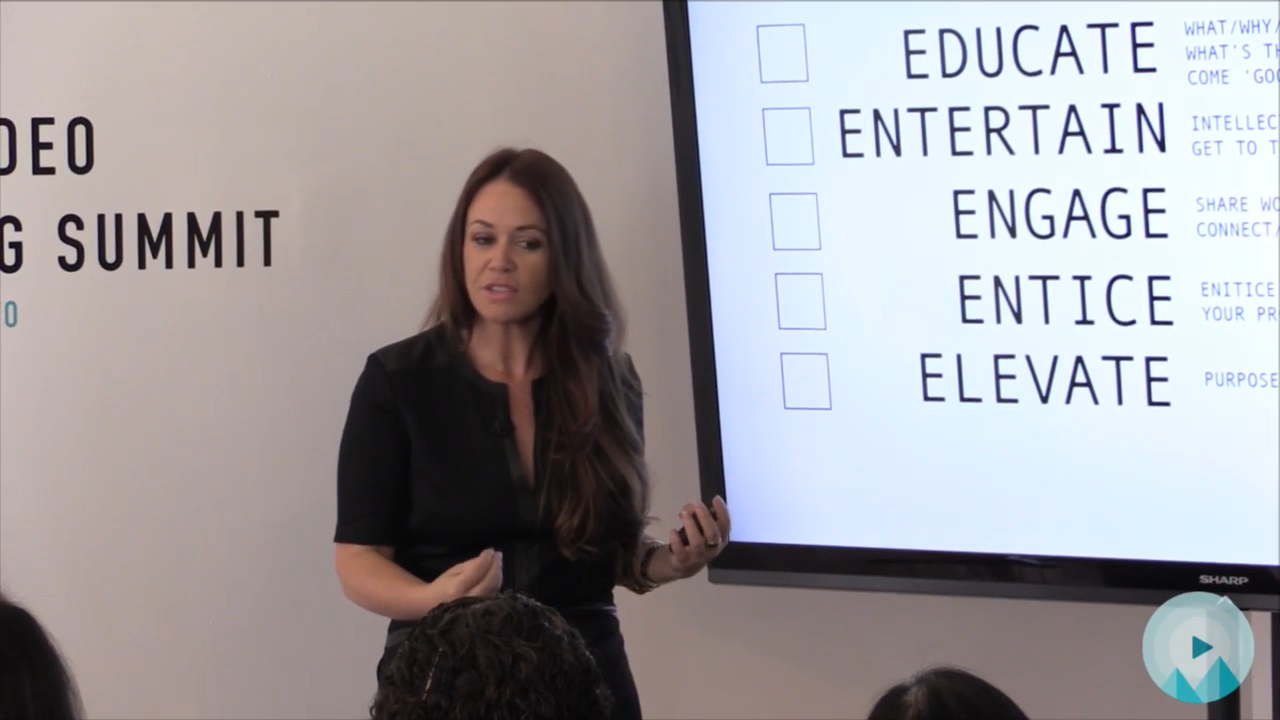 DEO
G SUMMIT
O
EDUCATE
WHAT/WHY/
WHAT'S TH
COME 'GOO
ENTERTAIN
INTELLEC
GET TO T
ENGAGE
SHARE WO
CONNECT/
ENTICE
ENITICE
YOUR PR
ELEVATE
PURPOSE
SHARP